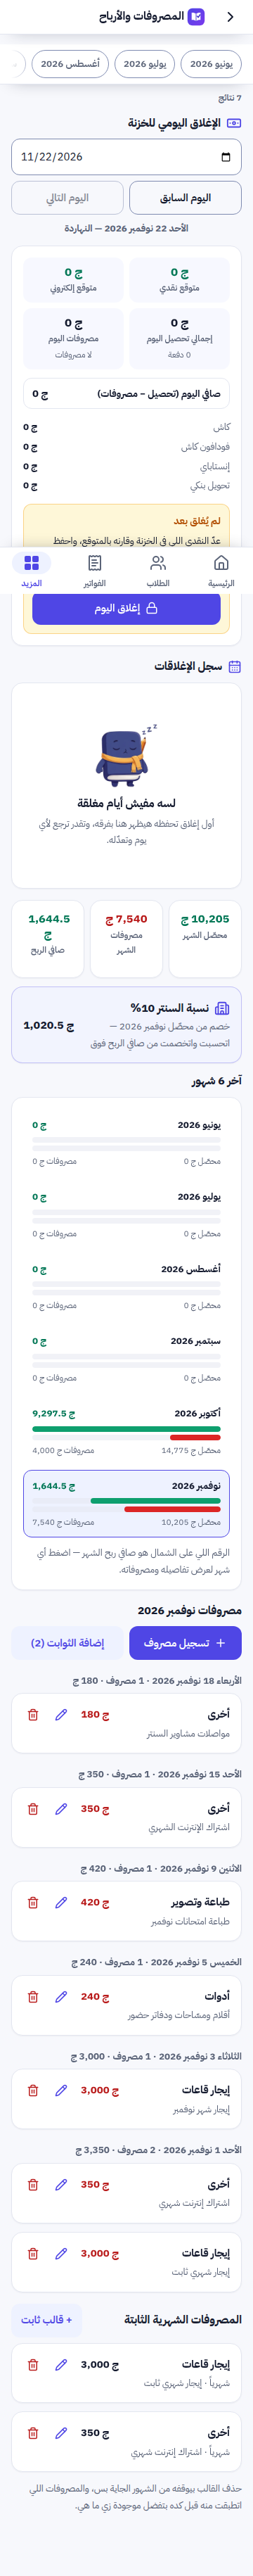 المصروفات والأرباح
يونيو 2026
يوليو 2026
أغسطس 2026
7 نتائج
الإغلاق اليومي للخزنة
11/22/2026
اليوم السابق
اليوم التالي
الأحد 22 نوفمبر 2026 — النهاردة
0 ج
متوقع نقدي
0 ج
متوقع إلكتروني
0 ج
إجمالي تحصيل اليوم
0 دفعة
0 ج
مصروفات اليوم
لا مصروفات
صافي اليوم (تحصيل − مصروفات)
0 ج
كاش
0 ج
فودافون كاش
0 ج
إنستاباي
0 ج
تحويل بنكي
0 ج
لم يُغلق بعد
عدّ النقدي اللي في الخزنة وقارنه بالمتوقع، واحفظ
الرئيسية
الطلاب
الفواتير
المزيد
إغلاق اليوم
سجل الإغلاقات
لسه مفيش أيام مغلقة
أول إغلاق تحفظه هيظهر هنا بفرقه، وتقدر ترجع لأي
يوم وتعدّله.
10,205 ج
محصّل الشهر
7,540 ج
مصروفات
الشهر
1,644.5
ج
صافي الربح
نسبة السنتر 10%
خصم من محصّل نوفمبر 2026 —
اتحسبت واتخصمت من صافي الربح فوق
1,020.5 ج
آخر 6 شهور
يونيو 2026
0 ج
محصّل 0 ج
مصروفات 0 ج
يوليو 2026
0 ج
محصّل 0 ج
مصروفات 0 ج
أغسطس 2026
0 ج
محصّل 0 ج
مصروفات 0 ج
سبتمبر 2026
0 ج
محصّل 0 ج
مصروفات 0 ج
أكتوبر 2026
9,297.5 ج
محصّل 14,775 ج
مصروفات 4,000 ج
نوفمبر 2026
1,644.5 ج
محصّل 10,205 ج
مصروفات 7,540 ج
الرقم اللي على الشمال هو صافي ربح الشهر — اضغط أي
شهر لعرض تفاصيله ومصروفاته.
مصروفات نوفمبر 2026
تسجيل مصروف
إضافة الثوابت (2)
الأربعاء 18 نوفمبر 2026 · 1 مصروف · 180 ج
أخرى
180 ج
مواصلات مشاوير السنتر
الأحد 15 نوفمبر 2026 · 1 مصروف · 350 ج
أخرى
350 ج
اشتراك الإنترنت الشهري
الاثنين 9 نوفمبر 2026 · 1 مصروف · 420 ج
طباعة وتصوير
420 ج
طباعة امتحانات نوفمبر
الخميس 5 نوفمبر 2026 · 1 مصروف · 240 ج
أدوات
240 ج
أقلام ومسّاحات ودفاتر حضور
الثلاثاء 3 نوفمبر 2026 · 1 مصروف · 3,000 ج
إيجار قاعات
3,000 ج
إيجار شهر نوفمبر
الأحد 1 نوفمبر 2026 · 2 مصروف · 3,350 ج
أخرى
350 ج
اشتراك إنترنت شهري
إيجار قاعات
3,000 ج
إيجار شهري ثابت
المصروفات الشهرية الثابتة
+ قالب ثابت
إيجار قاعات
3,000 ج
شهرياً · إيجار شهري ثابت
أخرى
350 ج
شهرياً · اشتراك إنترنت شهري
حذف القالب بيوقفه من الشهور الجاية بس، والمصروفات اللي
اتطبقت منه قبل كده بتفضل موجودة زي ما هي.